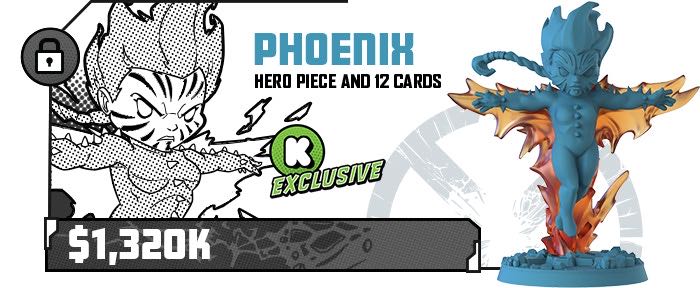 PHOENIX
HERO PIECE AND 12 CARDS
K
EXCLUSIVE
$1,320K